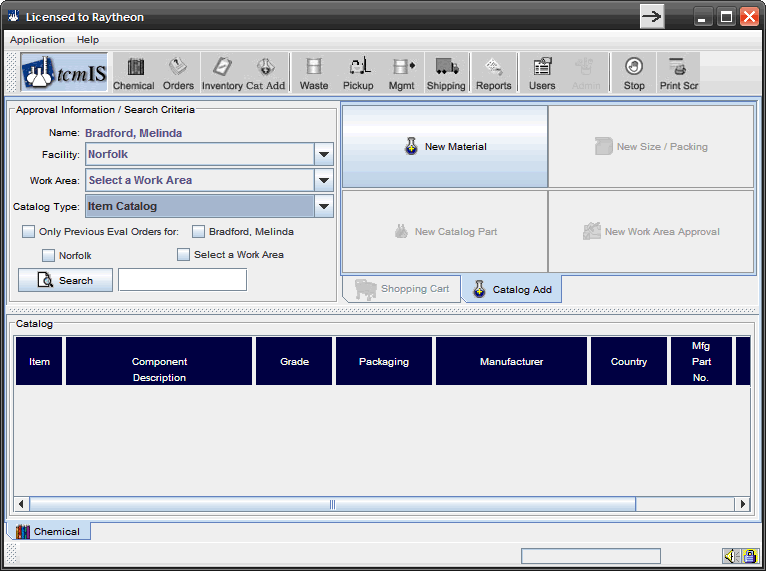 Licensed to Raytheon
Application Help
tcmIS
Chemical Orders Inventory Cat Add Waste Pickup Mgmt Shipping Reports Users Admin Stop Print Scr
Approval Information / Search Criteria
Name: Bradford, Melinda
Facility: Norfolk
Work Area: Select a Work Area
Catalog Type: Item Catalog
Only Previous Eval Orders for: Bradford, Melinda
Norfolk Select a Work Area
Search
New Material New Size / Packing
New Catalog Part New Work Area Approval
Shopping Cart Catalog Add
Catalog
Item Component Description Grade Packaging Manufacturer Country Mfg Part No.
Chemical